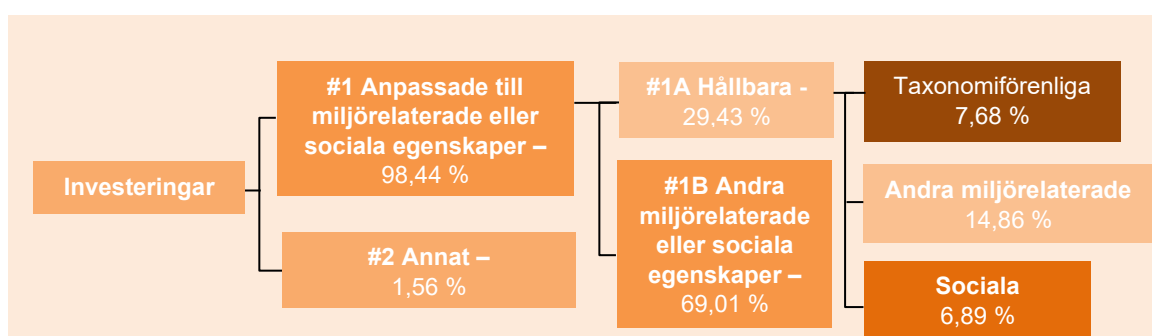 Investeringar
#1 Anpassade till
miljörelaterade eller
sociala egenskaper –
98,44 %
#2 Annat –
1,56 %
#1A Hållbara -
29,43 %
#1B Andra
miljörelaterade
eller sociala
egenskaper –
69,01 %
Taxonomiförenliga
7,68 %
Andra miljörelaterade
14,86 %
Sociala
6,89 %